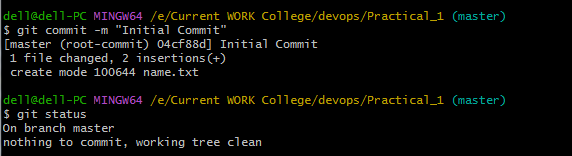 dell@dell-PC MINGW64 /e/Current WORK College/devops/Practical_1 (master)
$ git commit -m "Initial Commit"
[master (root-commit) 04cf88d] Initial Commit
 1 file changed, 2 insertions(+)
 create mode 100644 name.txt
dell@dell-PC MINGW64 /e/Current WORK College/devops/Practical_1 (master)
$ git status
On branch master
nothing to commit, working tree clean